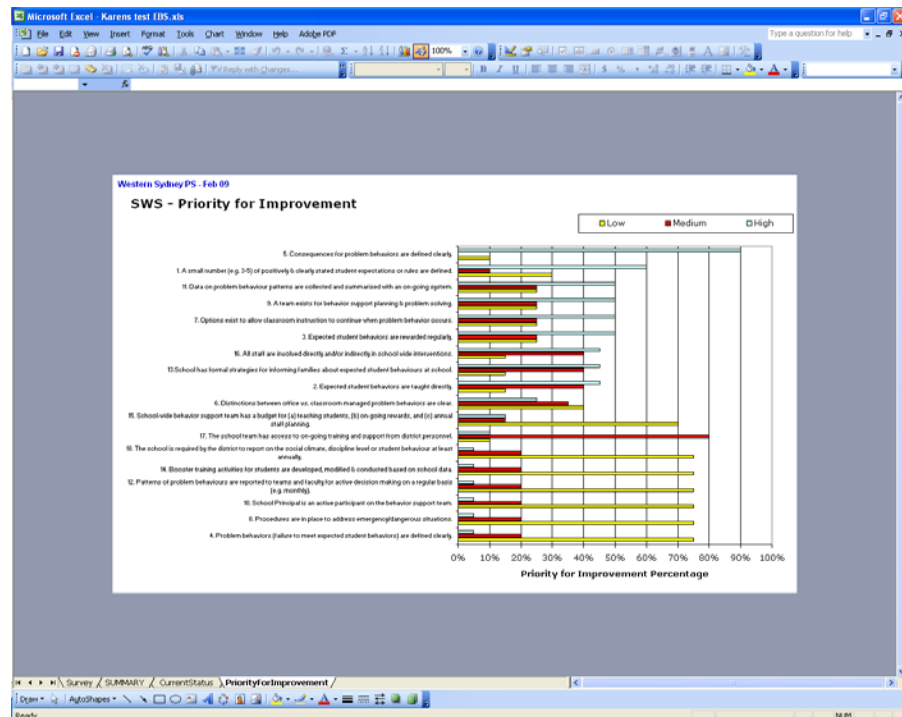 Microsoft Excel - Karens test EBS.xls
File Edit View Insert Format Tools Chart Window Help Adobe PDF
Type a question for help
100%
Reply with Changes...
Western Sydney PS - Feb 09
SWS - Priority for Improvement
Low Medium High
5. Consequences for problem behaviors are defined clearly.
1. A small number (e.g. 3-5) of positively & clearly stated student expectations or rules are defined.
11. Data on problem behaviour patterns are collected and summarised with an on-going system.
9. A team exists for behavior support planning & problem solving.
7. Options exist to allow classroom instruction to continue when problem behavior occurs.
3. Expected student behaviors are rewarded regularly.
16. All staff are involved directly and/or indirectly in school wide interventions.
13.School has formal strategies for informing families about expected student behaviours at school.
2. Expected student behaviors are taught directly.
6. Distinctions between office vs. classroom managed problem behaviors are clear.
15. School-wide behavior support team has a budget for (a) teaching students, (b) on-going rewards, and (c) annual
staff planning.
17. The school team has access to on-going training and support from district personnel.
18. The school is required by the district to report on the social climate, discipline level or student behaviour at least
annually.
14. Booster training activities for students are developed, modified & conducted based on school data.
12. Patterns of problem behaviours are reported to teams and faculty for active decision making on a regular basis
(e.g. monthly).
10. School Principal is an active participant on the behavior support team.
8. Procedures are in place to address emergency/dangerous situations.
4. Problem behaviors (failure to meet expected student behaviors) are defined clearly.
0% 10% 20% 30% 40% 50% 60% 70% 80% 90% 100%
Priority for Improvement Percentage
Survey SUMMARY CurrentStatus PriorityForImprovement
Draw AutoShapes
Ready
NUM